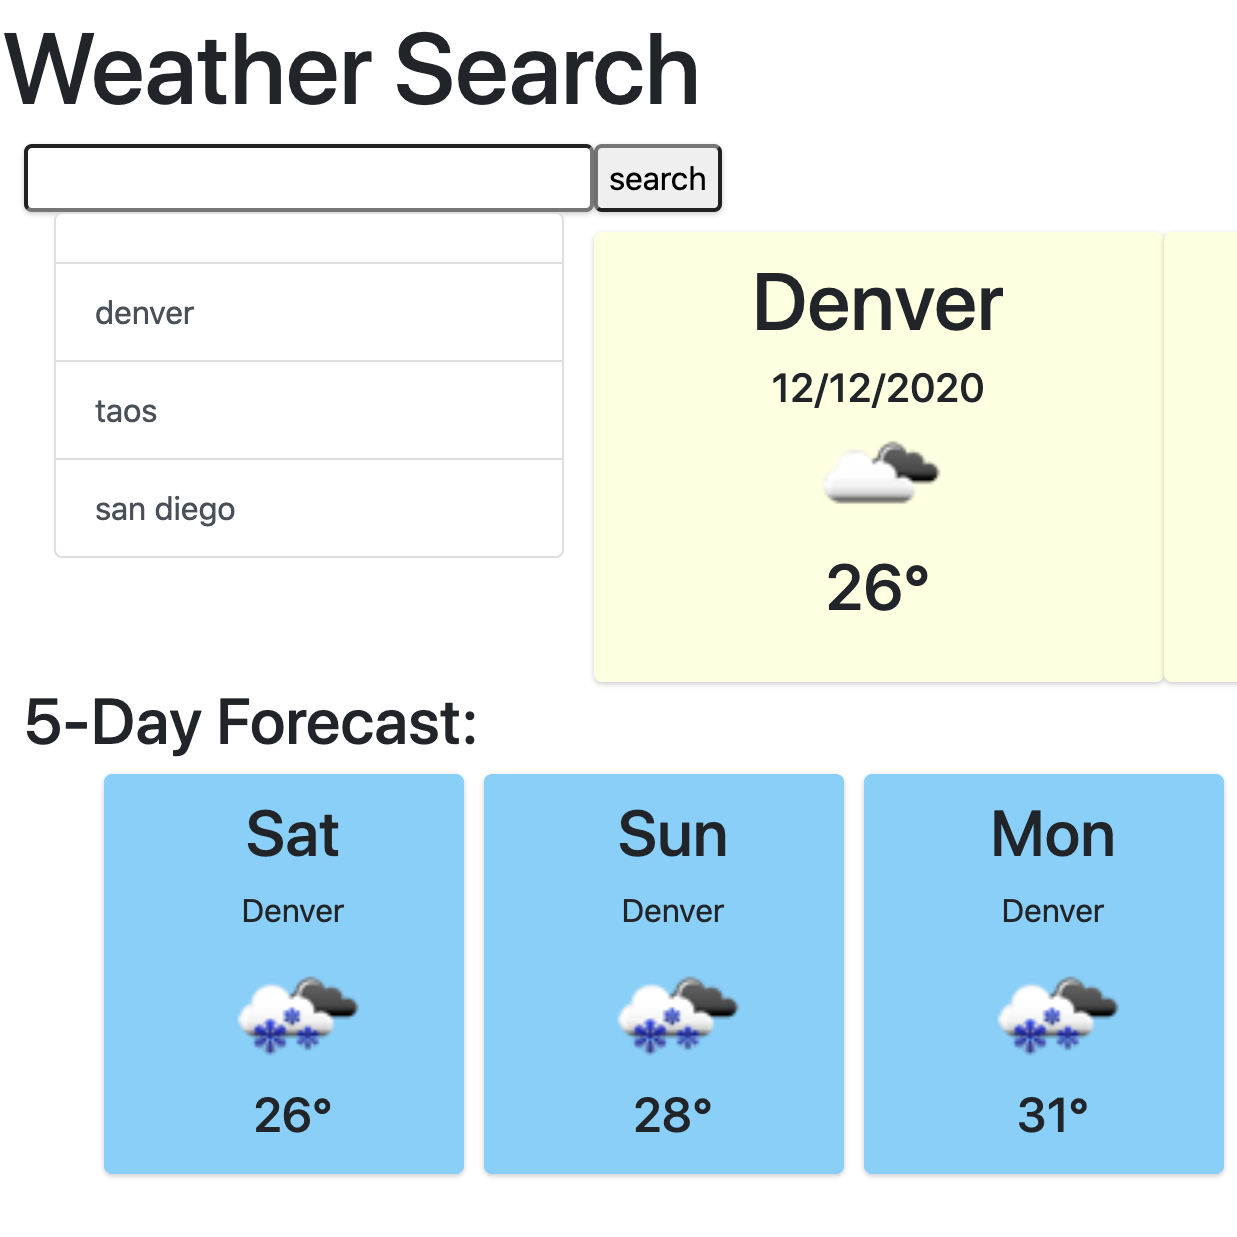 Weather Search
search
denver
taos
san diego
Denver
12/12/2020
26°
5-Day Forecast:
Sat
Denver
26°
Sun
Denver
28°
Mon
Denver
31°